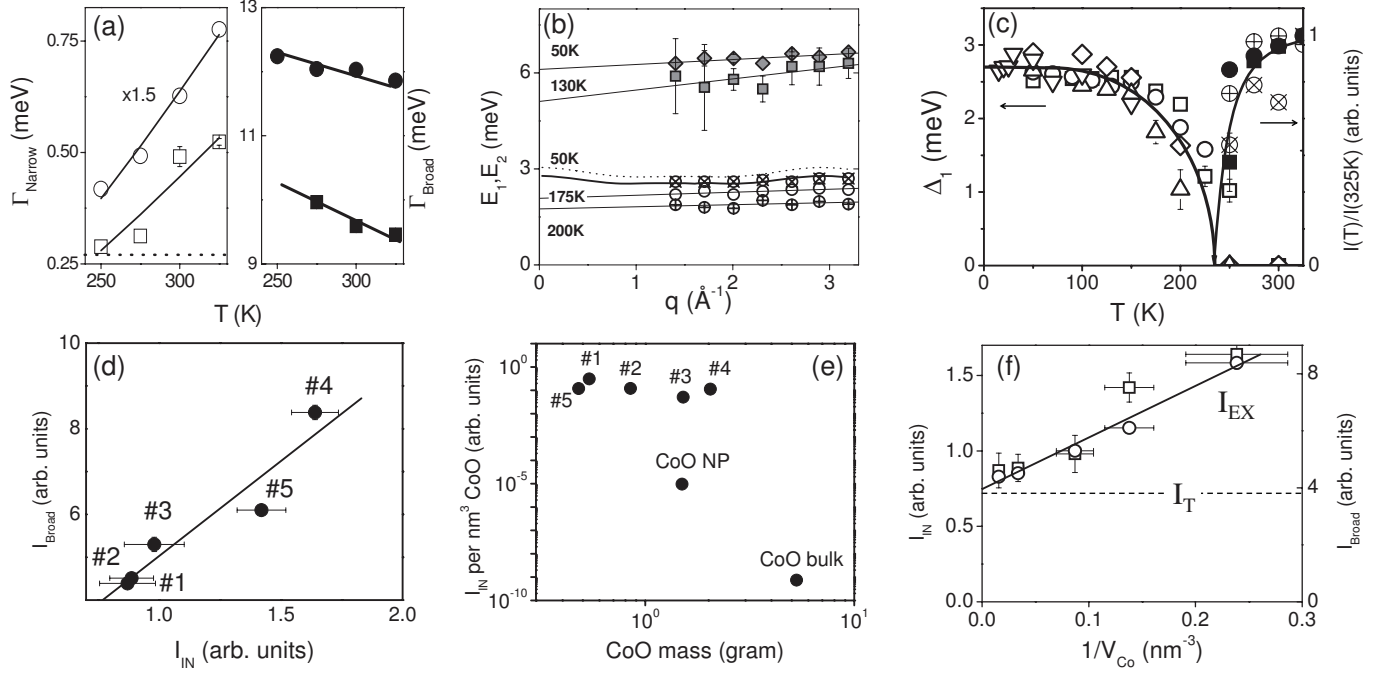 (a)
x1.5
0.75
0.50
0.25
Γ_Narrow (meV)
250
300
250
300
T (K)
13
11
9
Γ_Broad (meV)
(b)
50K
130K
50K
175K
200K
6
3
0
E_1,E_2 (meV)
0
1
2
3
q (Å^-1)
(c)
3
2
1
0
Δ_1 (meV)
0
100
200
300
T (K)
1
0
I(T)/I(325K) (arb. units)
(d)
#4
#5
#3
#2
#1
10
8
6
4
I_Broad (arb. units)
1.0
1.5
2.0
I_IN (arb. units)
(e)
#1
#2
#3
#4
#5
CoO NP
CoO bulk
10^0
10^-5
10^-10
I_IN per nm^3 CoO (arb. units)
10^0
10^1
CoO mass (gram)
(f)
I_EX
I_T
1.5
1.0
0.5
0.0
I_IN (arb. units)
0.0
0.1
0.2
0.3
1/V_Co (nm^-3)
8
4
0
I_Broad (arb. units)